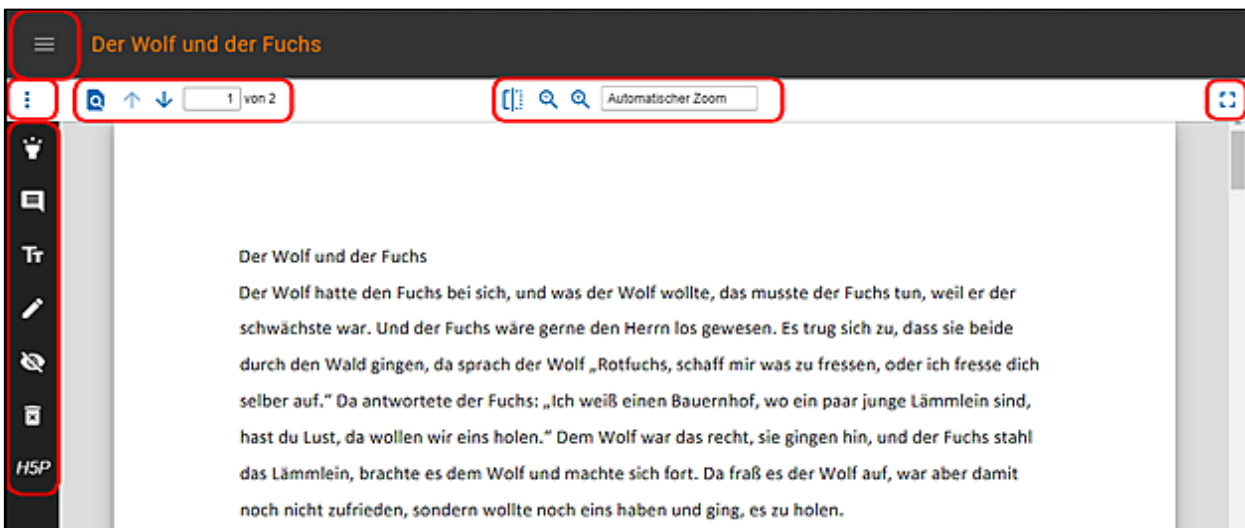 Der Wolf und der Fuchs
1 von 2
Automatischer Zoom
Tт
H5P
Der Wolf und der Fuchs
Der Wolf hatte den Fuchs bei sich, und was der Wolf wollte, das musste der Fuchs tun, weil er der
schwächste war. Und der Fuchs wäre gerne den Herrn los gewesen. Es trug sich zu, dass sie beide
durch den Wald gingen, da sprach der Wolf „Rotfuchs, schaff mir was zu fressen, oder ich fresse dich
selber auf.“ Da antwortete der Fuchs: „Ich weiß einen Bauernhof, wo ein paar junge Lämmlein sind,
hast du Lust, da wollen wir eins holen.“ Dem Wolf war das recht, sie gingen hin, und der Fuchs stahl
das Lämmlein, brachte es dem Wolf und machte sich fort. Da fraß es der Wolf auf, war aber damit
noch nicht zufrieden, sondern wollte noch eins haben und ging, es zu holen.